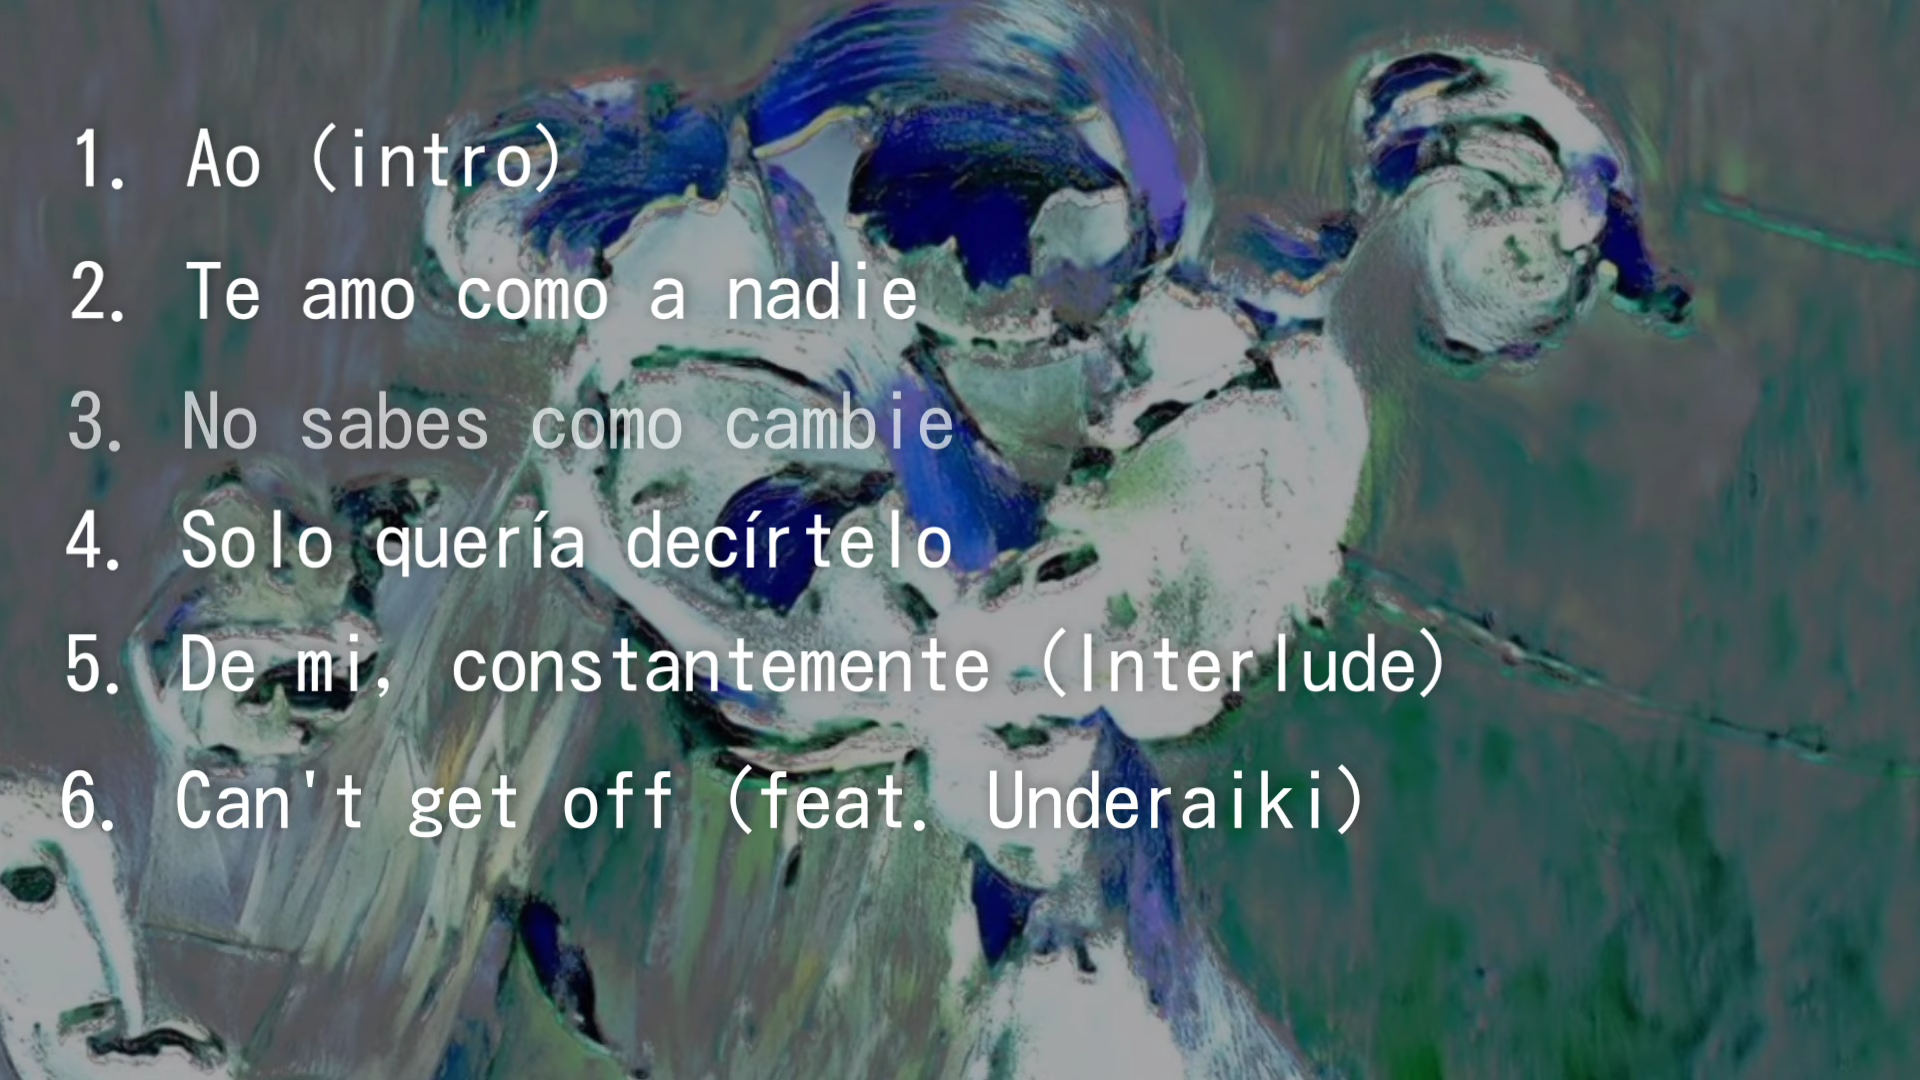 1. Ao (intro)
2. Te amo como a nadie
3. No sabes como cambie
4. Solo quería decírtelo
5. De mi, constantemente (Interlude)
6. Can't get off (feat. Underaiki)